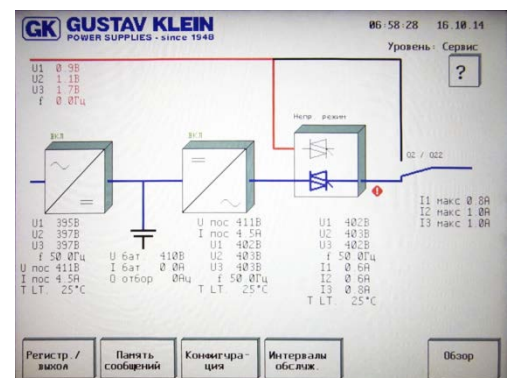 GK GUSTAV KLEIN
POWER SUPPLIES - since 1948
06:58:28 16.10.14
Уровень: Сервис
?
U1 0.9В
U2 1.1В
U3 1.7В
f 0.0Гц
ВКЛ
ВКЛ
Непр. режим
Q2 / Q22
U1 395В
U2 397В
U3 397В
f 50.0Гц
U пос 411В
I пос 4.5А
T LT. 25°C
U бат 410В
I бат 0.0А
Q отбор 0Ац
U пос 411В
I пос 4.5А
U1 402В
U2 403В
U3 403В
f 50.0Гц
T LT. 25°C
U1 402В
U2 403В
U3 402В
f 50.0Гц
I1 0.6А
I2 0.6А
I3 0.8А
T LT. 25°C
I1 макс 0.8А
I2 макс 1.0А
I3 макс 1.0А
Регистр./
выхол
Память
сообщений
Конфигура-
ция
Интервалы
обслуж.
Обзор